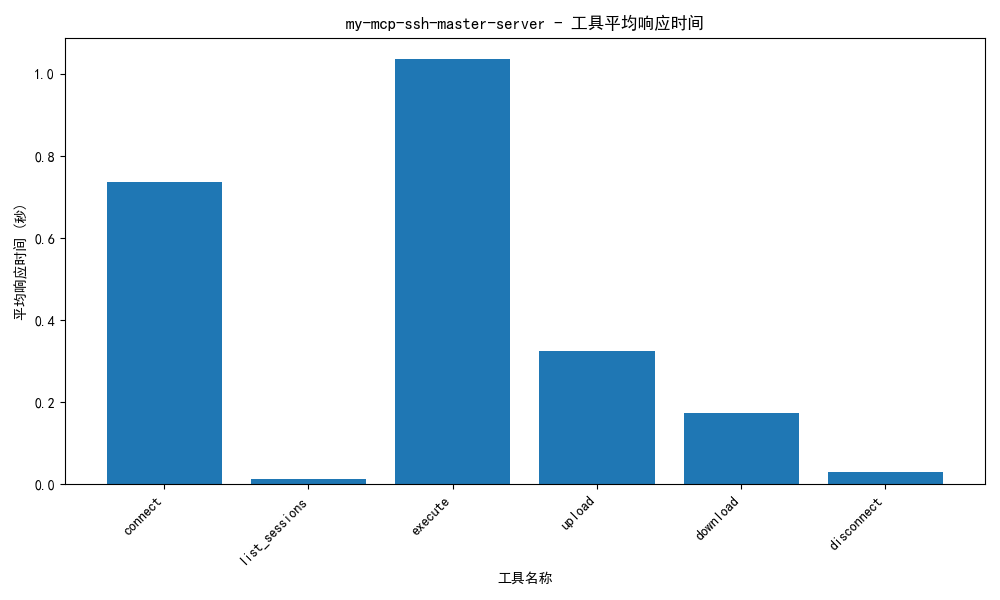 my-mcp-ssh-master-server - 工具平均响应时间
平均响应时间 (秒)
1.0
0.8
0.6
0.4
0.2
0.0
connect
list_sessions
execute
upload
download
disconnect
工具名称